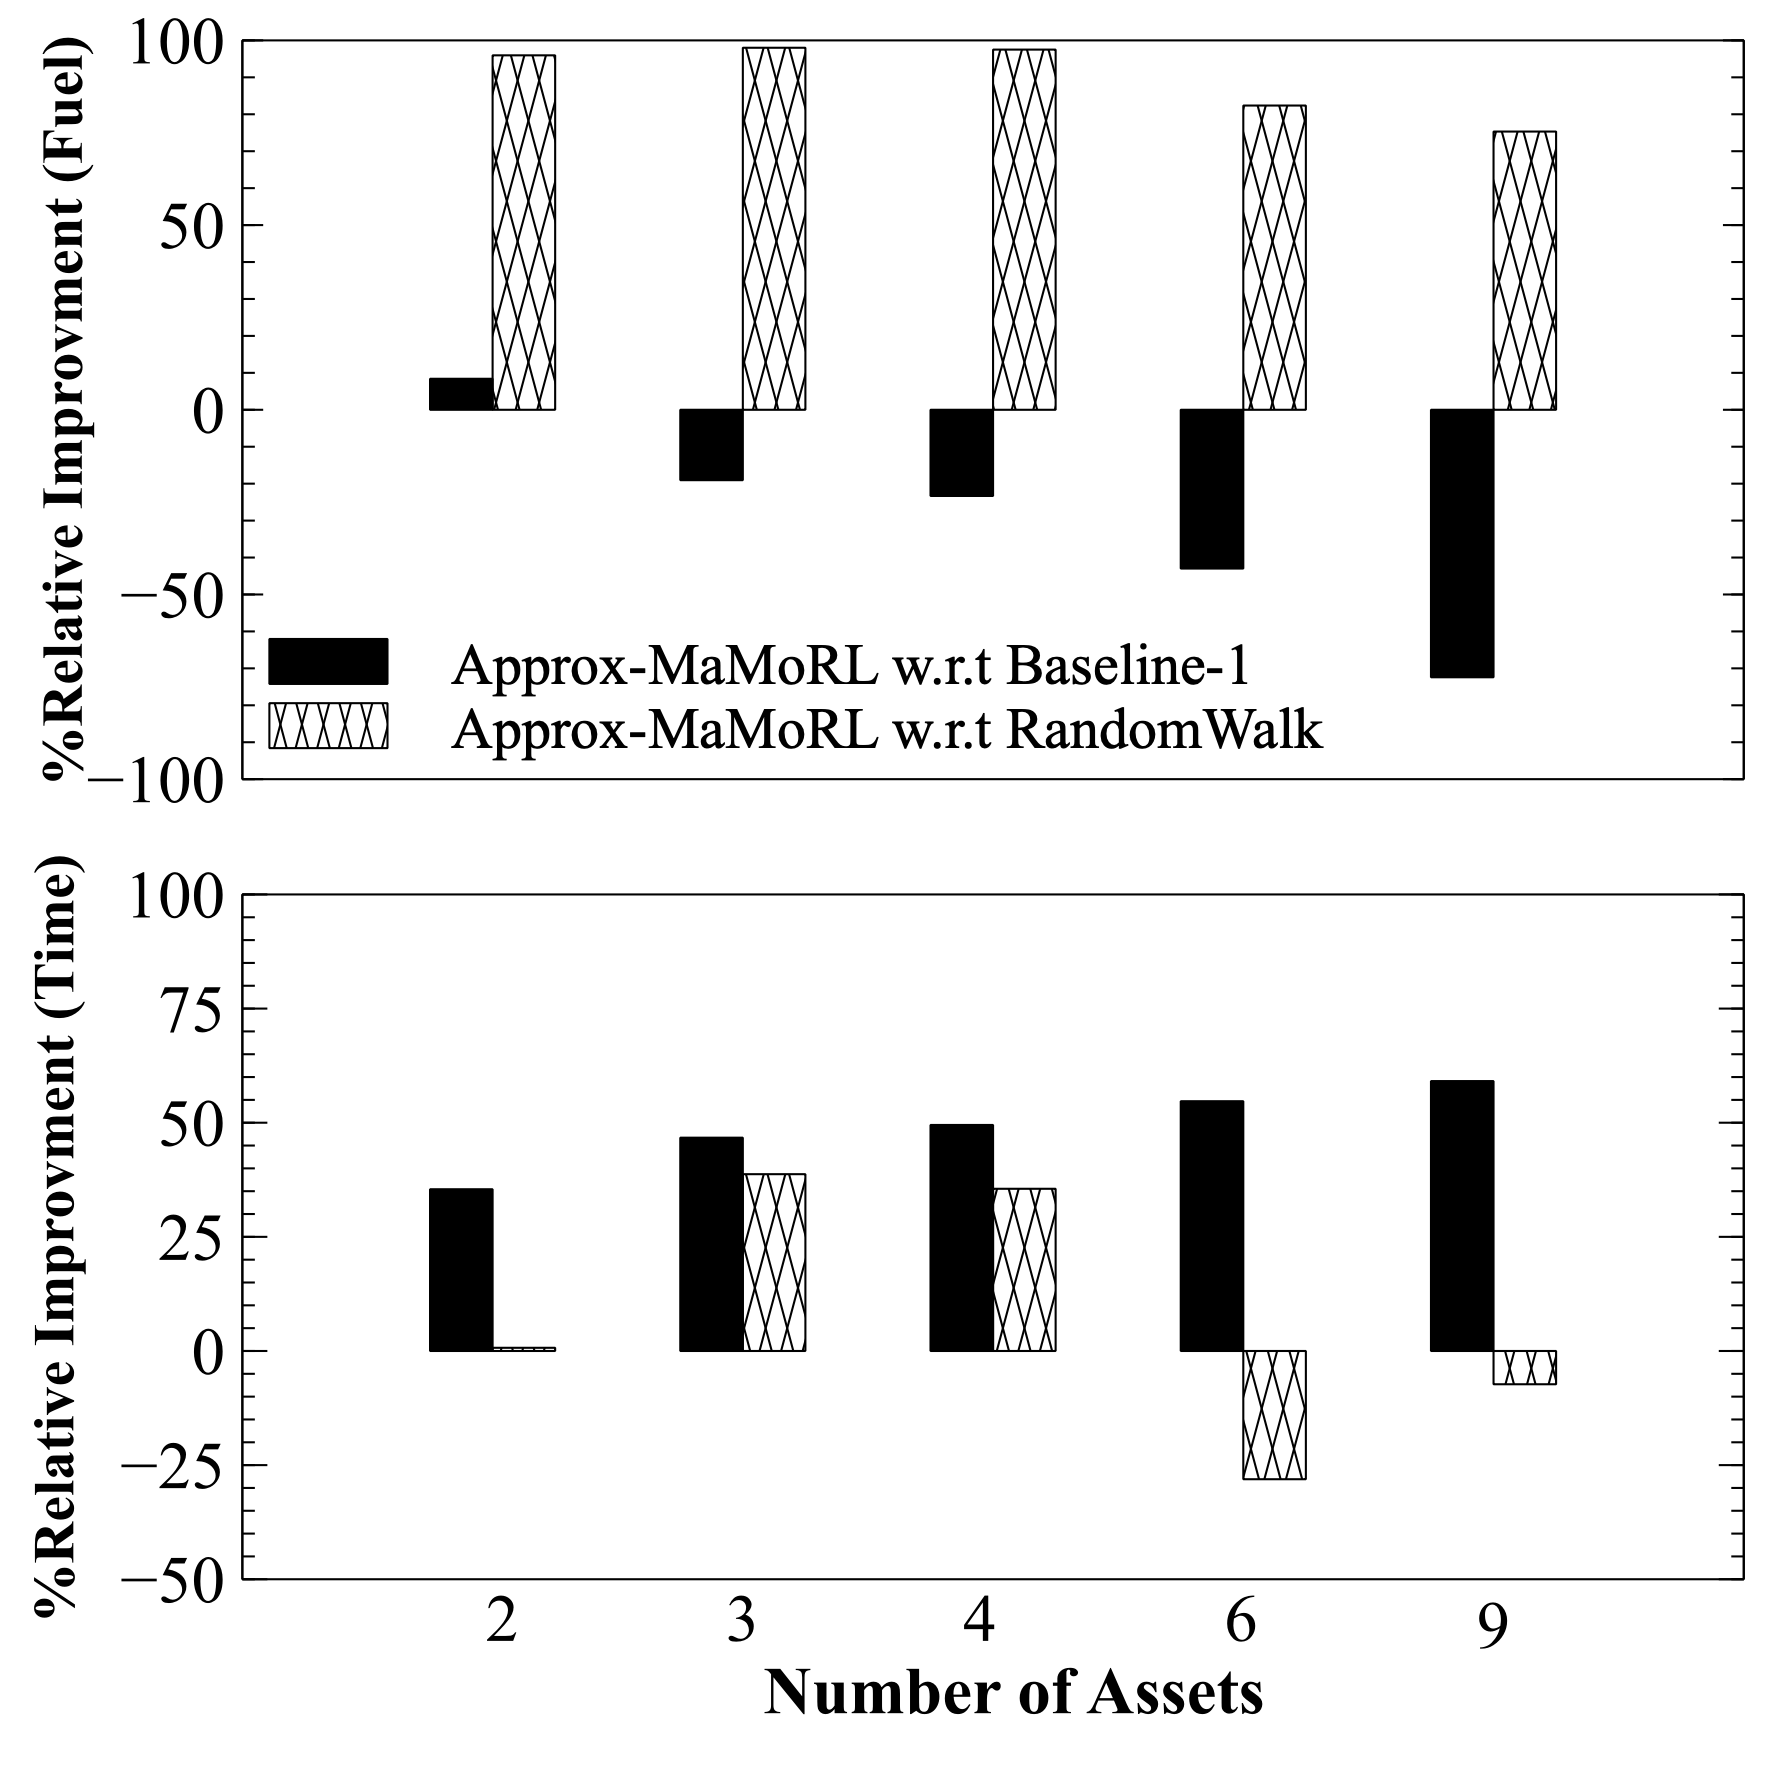 %Relative Improvment (Fuel)
100
50
0
−50
−100
Approx-MaMoRL w.r.t Baseline-1
Approx-MaMoRL w.r.t RandomWalk
%Relative Improvment (Time)
100
75
50
25
0
−25
−50
2 3 4 6 9
Number of Assets